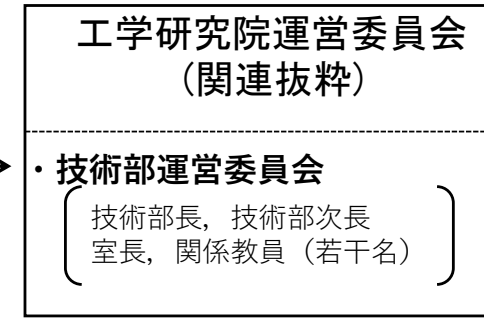 工学研究院運営委員会
（関連抜粋）
・技術部運営委員会
技術部長，技術部次長
室長，関係教員（若干名）